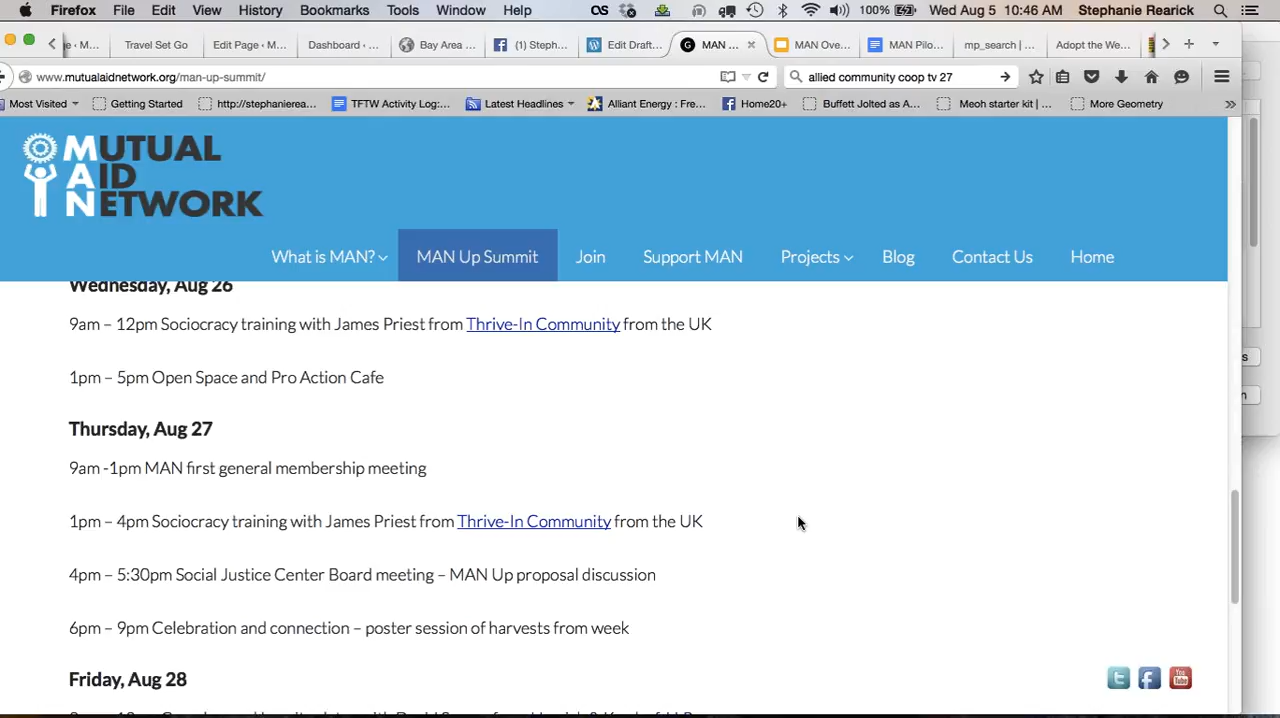 Firefox File Edit View History Bookmarks Tools Window Help 100% Wed Aug 5 10:46 AM Stephanie Rearick
ge ‹ M... Travel Set Go Edit Page ‹ M... Dashboard ‹ ... Bay Area ... (1) Steph... Edit Draft... MAN ... MAN Ove... MAN Pilo... mp_search | ... Adopt the We...
www.mutualaidnetwork.org/man-up-summit/ allied community coop tv 27
Most Visited Getting Started http://stephanierea... TFTW Activity Log:... Latest Headlines Alliant Energy : Fre... Home20+ Buffett Jolted as A... Meoh starter kit | ... More Geometry
MUTUAL
AID
NETWORK
What is MAN? MAN Up Summit Join Support MAN Projects Blog Contact Us Home
Wednesday, Aug 26
9am – 12pm Sociocracy training with James Priest from Thrive-In Community from the UK
1pm – 5pm Open Space and Pro Action Cafe
Thursday, Aug 27
9am -1pm MAN first general membership meeting
1pm – 4pm Sociocracy training with James Priest from Thrive-In Community from the UK
4pm – 5:30pm Social Justice Center Board meeting – MAN Up proposal discussion
6pm – 9pm Celebration and connection – poster session of harvests from week
Friday, Aug 28